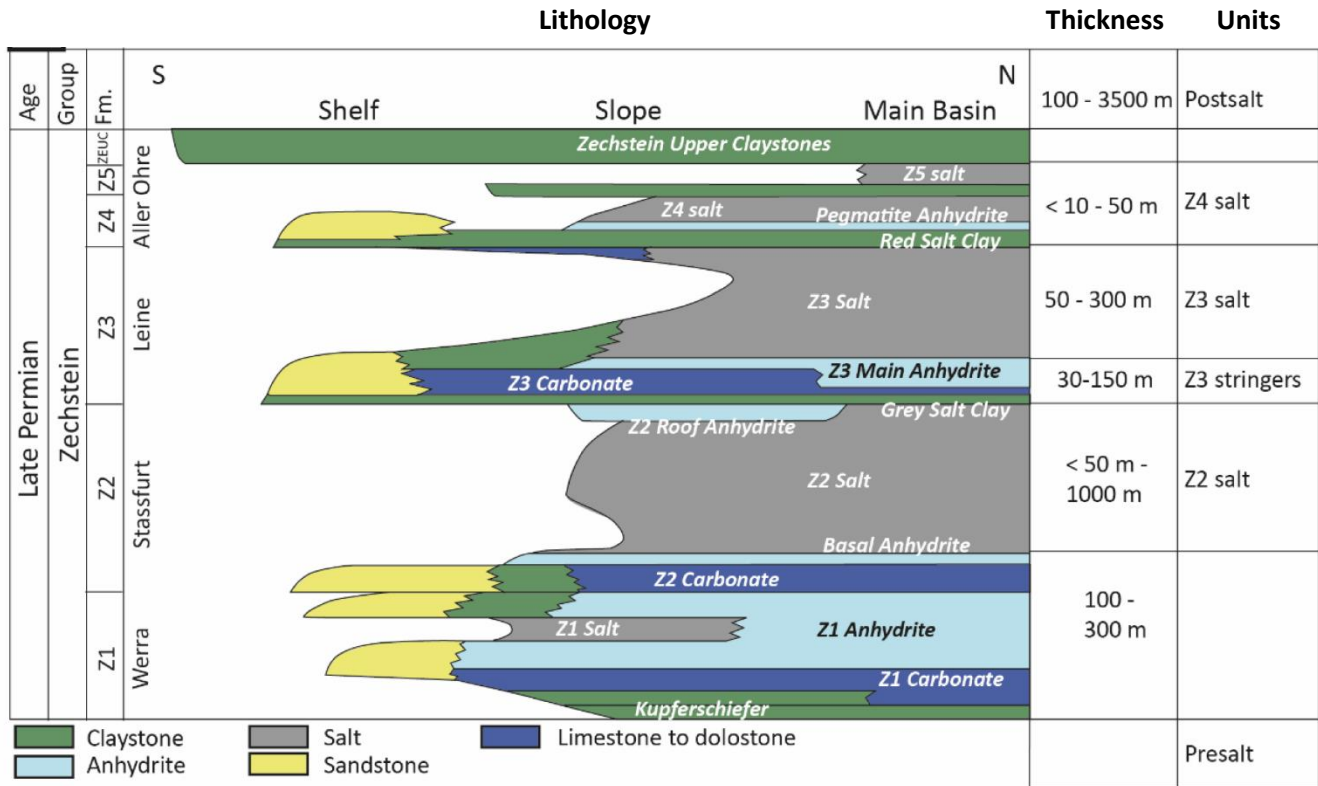 Lithology
Thickness
Units
Age
Group
Fm.
S
N
Shelf
Slope
Main Basin
100 - 3500 m
Postsalt
Late Permian
Zechstein
ZEUC
Z5
Z4
Z3
Z2
Z1
Ohre
Aller
Leine
Stassfurt
Werra
Zechstein Upper Claystones
Z5 salt
Z4 salt
Pegmatite Anhydrite
Red Salt Clay
< 10 - 50 m
Z4 salt
Z3 Salt
50 - 300 m
Z3 salt
Z3 Main Anhydrite
Z3 Carbonate
30-150 m
Z3 stringers
Grey Salt Clay
Z2 Roof Anhydrite
Z2 Salt
< 50 m -
1000 m
Z2 salt
Basal Anhydrite
Z2 Carbonate
Z1 Salt
Z1 Anhydrite
100 -
300 m
Z1 Carbonate
Kupferschiefer
Claystone
Salt
Limestone to dolostone
Anhydrite
Sandstone
Presalt